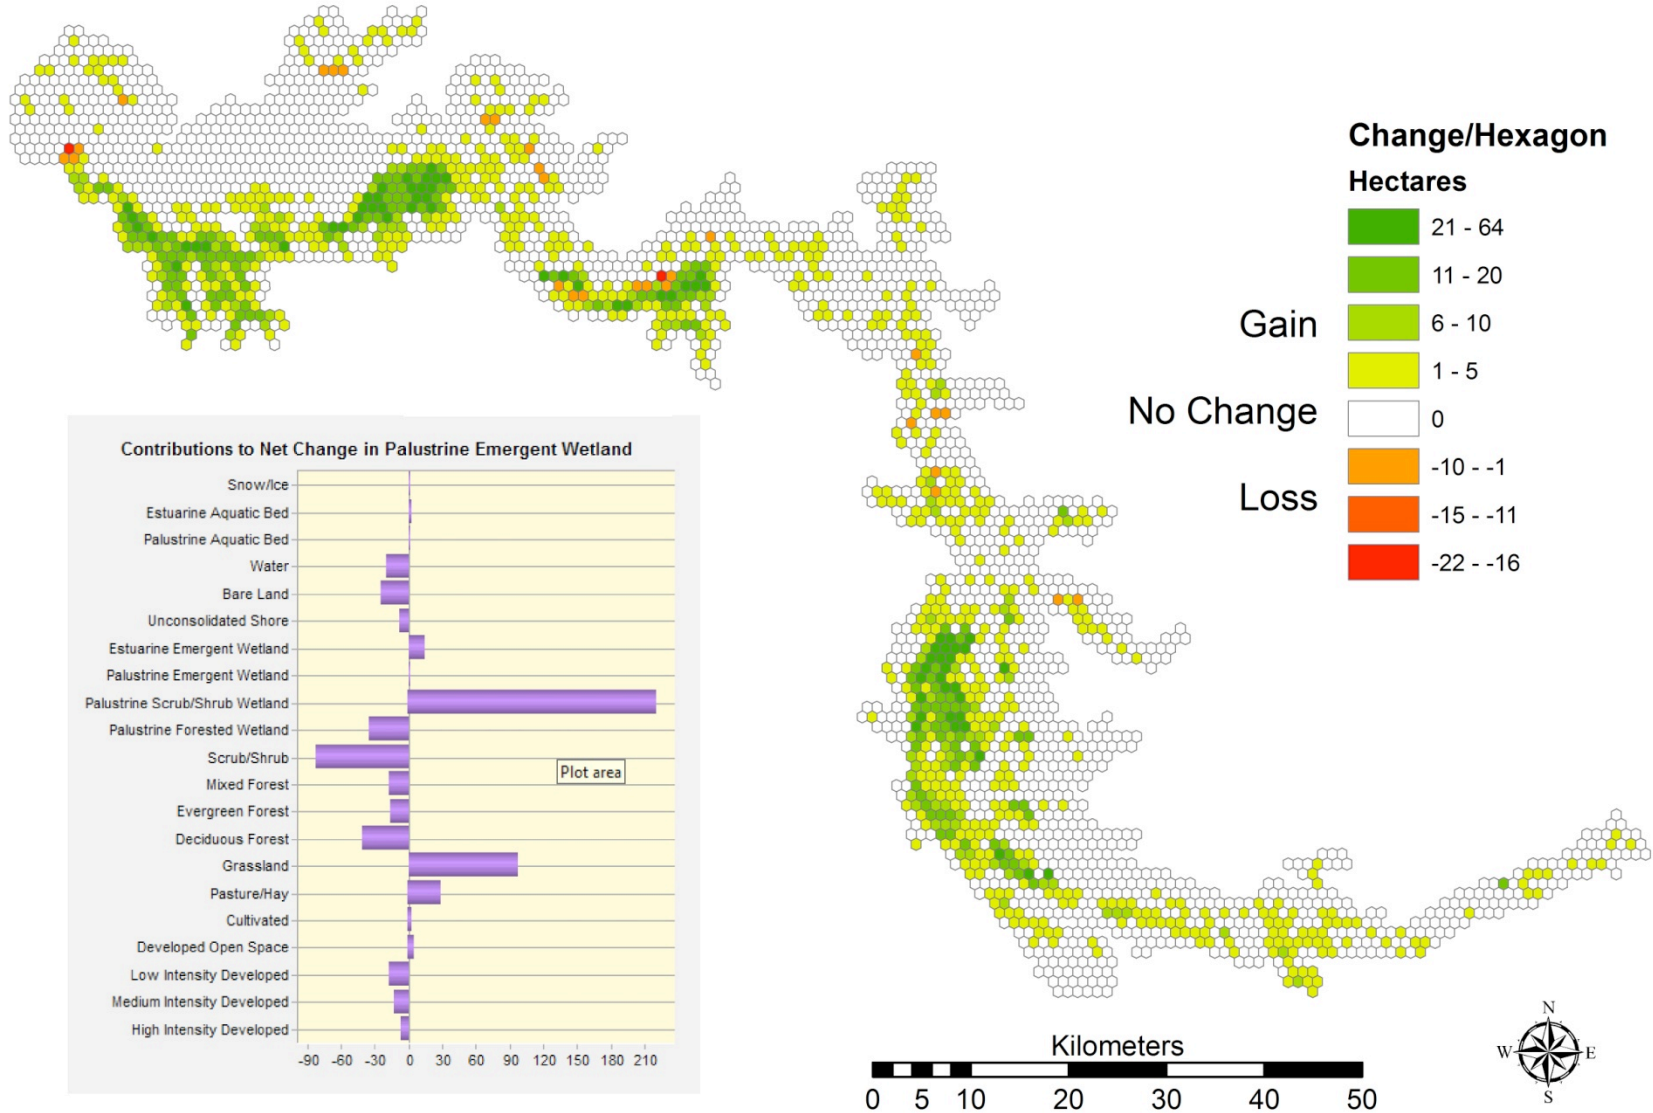 Change/Hexagon
Hectares
21 - 64
11 - 20
Gain
6 - 10
1 - 5
No Change
0
-10 - -1
Loss
-15 - -11
-22 - -16
Contributions to Net Change in Palustrine Emergent Wetland
Snow/Ice
Estuarine Aquatic Bed
Palustrine Aquatic Bed
Water
Bare Land
Unconsolidated Shore
Estuarine Emergent Wetland
Palustrine Emergent Wetland
Palustrine Scrub/Shrub Wetland
Palustrine Forested Wetland
Scrub/Shrub
Plot area
Mixed Forest
Evergreen Forest
Deciduous Forest
Grassland
Pasture/Hay
Cultivated
Developed Open Space
Low Intensity Developed
Medium Intensity Developed
High Intensity Developed
-90 -60 -30 0 30 60 90 120 150 180 210
Kilometers
0 5 10 20 30 40 50
N
W E
S